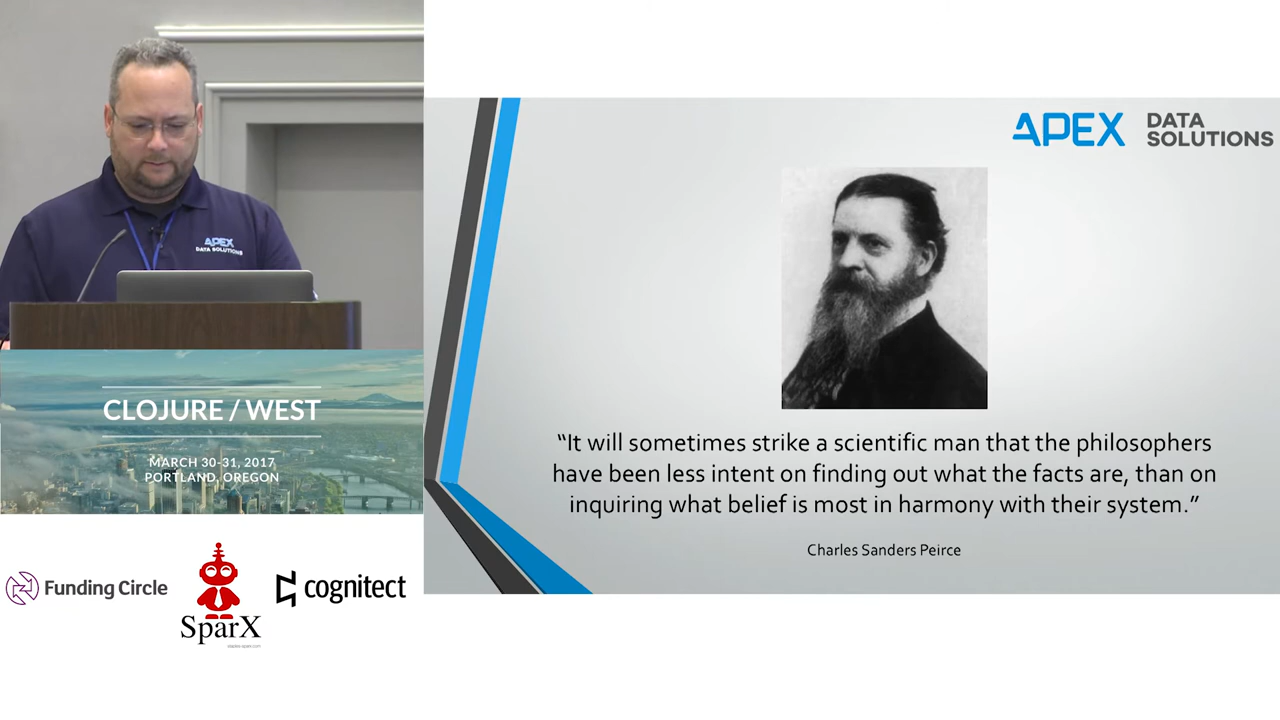 APEX
DATA SOLUTIONS
CLOJURE / WEST
MARCH 30-31, 2017
PORTLAND, OREGON
Funding Circle
SparX
cognitect
APEX
DATA
SOLUTIONS
“It will sometimes strike a scientific man that the philosophers
have been less intent on finding out what the facts are, than on
inquiring what belief is most in harmony with their system.”
Charles Sanders Peirce